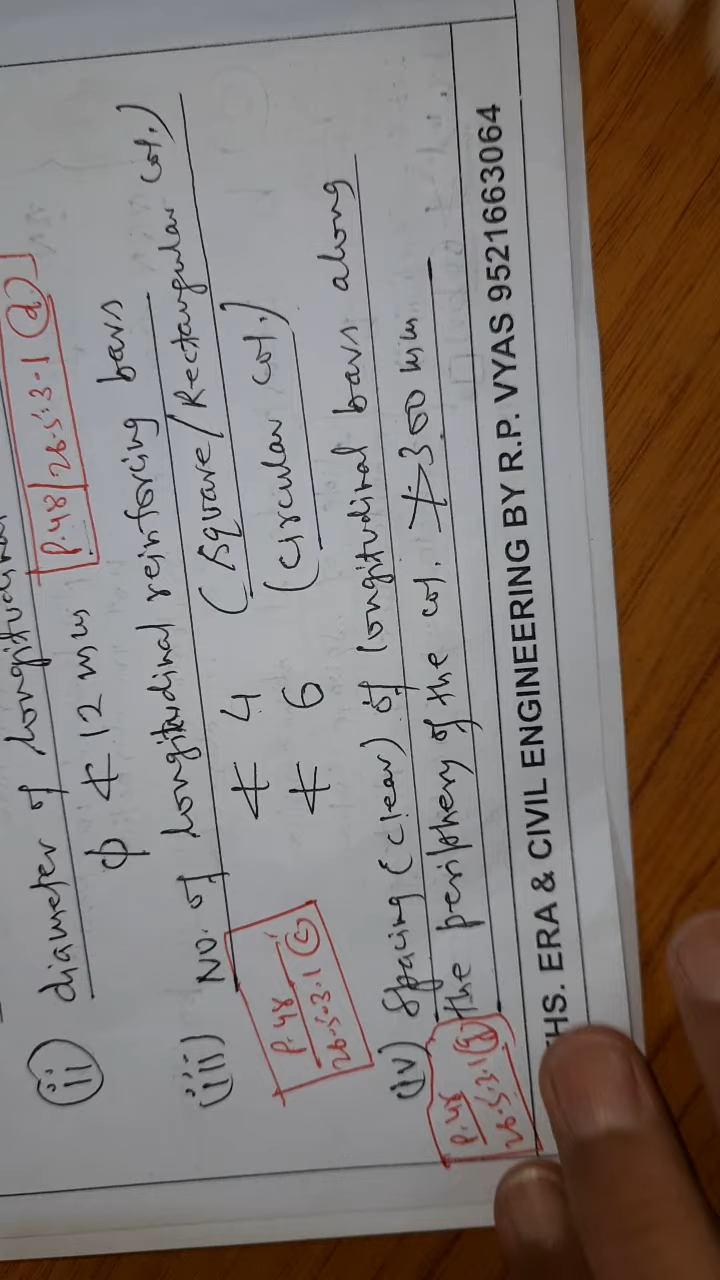 (ii) diameter of longitudinal
P.48/26.5.3.1 (d)
ϕ ≮ 12 mm
bars
(iii) No. of longitudinal reinforcing
≮ 4 (Square/Rectangular col.)
≮ 6 (Circular col.)
P.48
26.5.3.1 (c)
(iv) Spacing (clear) of longitudinal bars along
the periphery of the col. ≯ 300 mm
P.48
26.5.3.1 (g)
THS. ERA & CIVIL ENGINEERING BY R.P. VYAS 9521663064